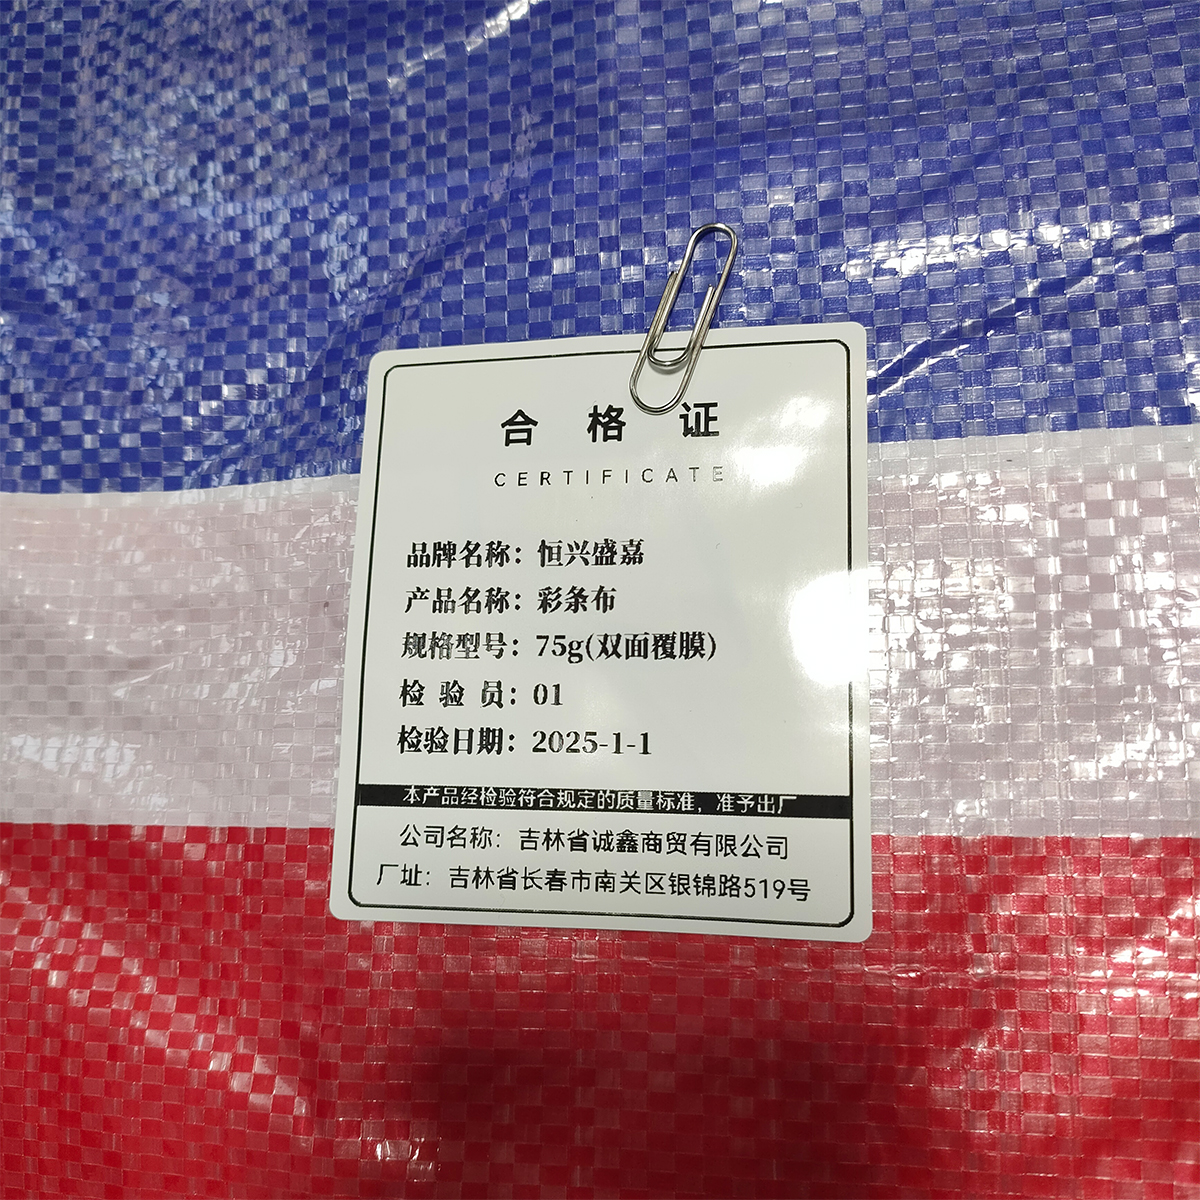 合格证
CERTIFICATE
品牌名称：恒兴盛嘉
产品名称：彩条布
规格型号：75g(双面覆膜)
检验员：01
检验日期：2025-1-1
本产品经检验符合规定的质量标准，准予出厂
公司名称：吉林省诚鑫商贸有限公司
厂址：吉林省长春市南关区银锦路519号